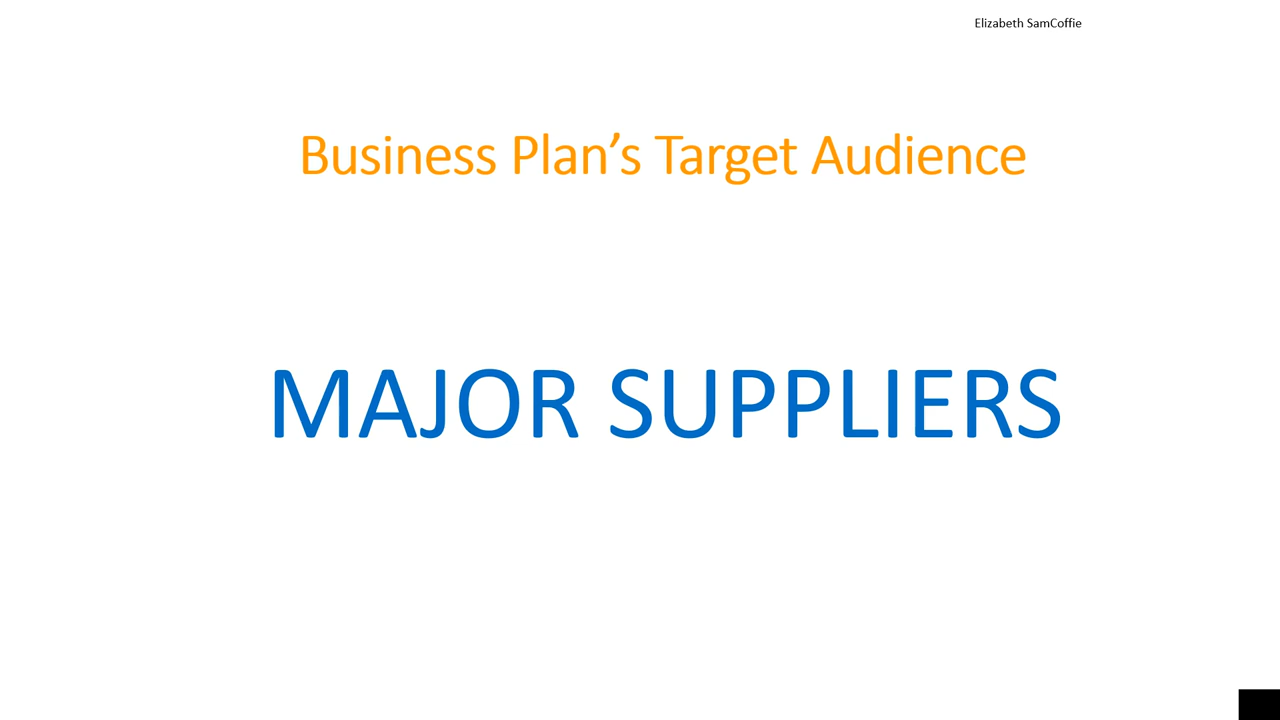 Elizabeth SamCoffie
Business Plan’s Target Audience
MAJOR SUPPLIERS